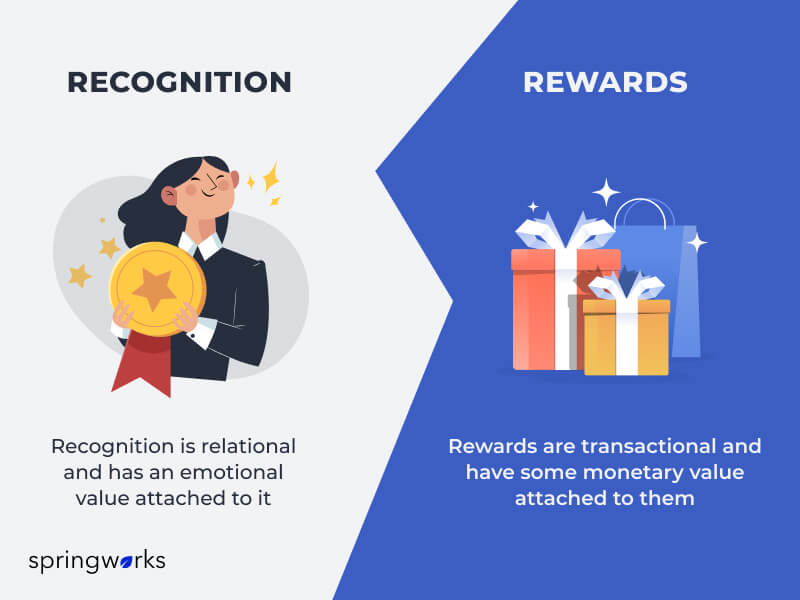 RECOGNITION
Recognition is relational
and has an emotional
value attached to it
REWARDS
Rewards are transactional and
have some monetary value
attached to them
springworks